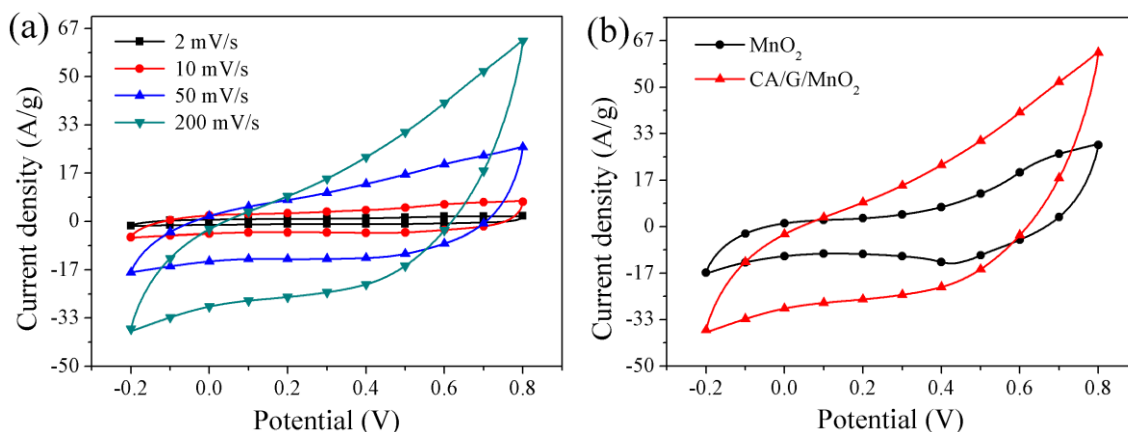 (a)
2 mV/s
10 mV/s
50 mV/s
200 mV/s
67
50
33
17
0
-17
-33
-50
Current density (A/g)
-0.2 0.0 0.2 0.4 0.6 0.8
Potential (V)
(b)
MnO₂
CA/G/MnO₂
67
50
33
17
0
-17
-33
-50
Current density (A/g)
-0.2 0.0 0.2 0.4 0.6 0.8
Potential (V)